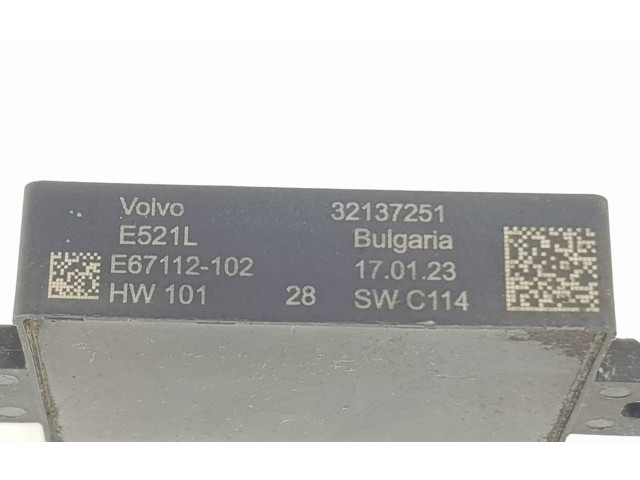 Volvo 32137251
E521L Bulgaria
E67112-102 17.01.23
HW 101 28 SW C114